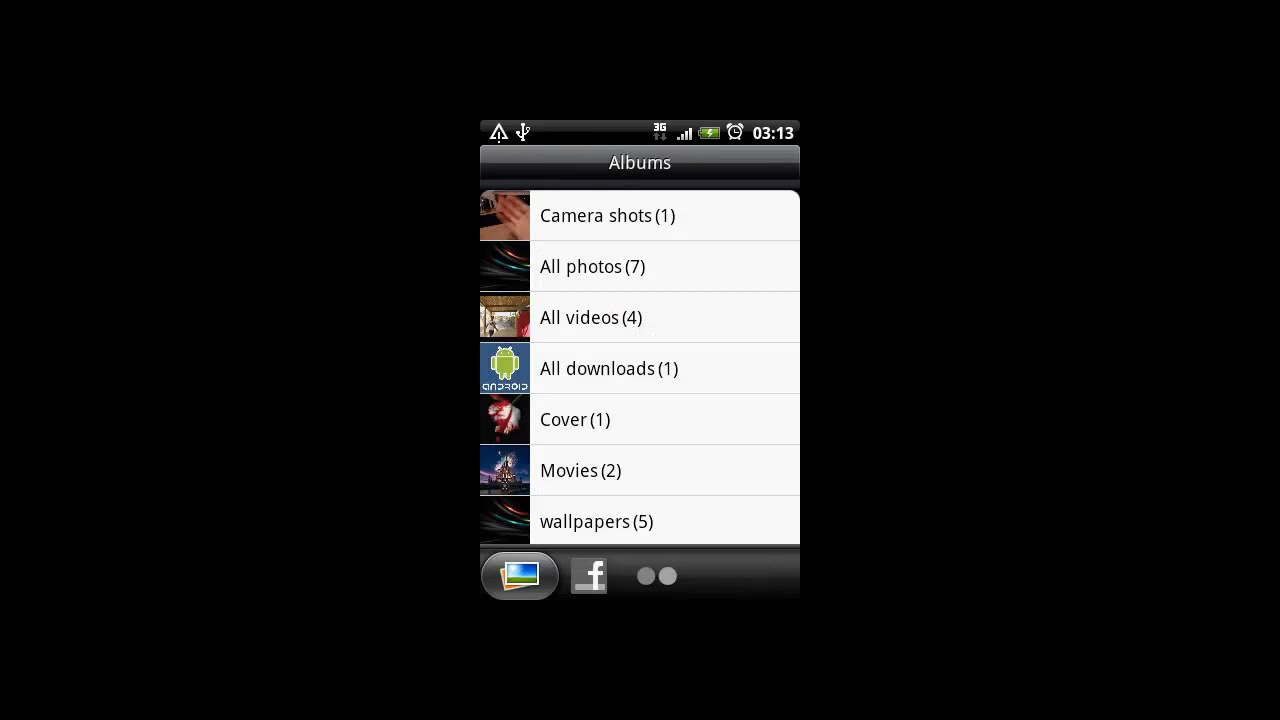 3G 03:13
Albums
Camera shots (1)
All photos (7)
All videos (4)
All downloads (1)
ANDROID
Cover (1)
Movies (2)
wallpapers (5)
f